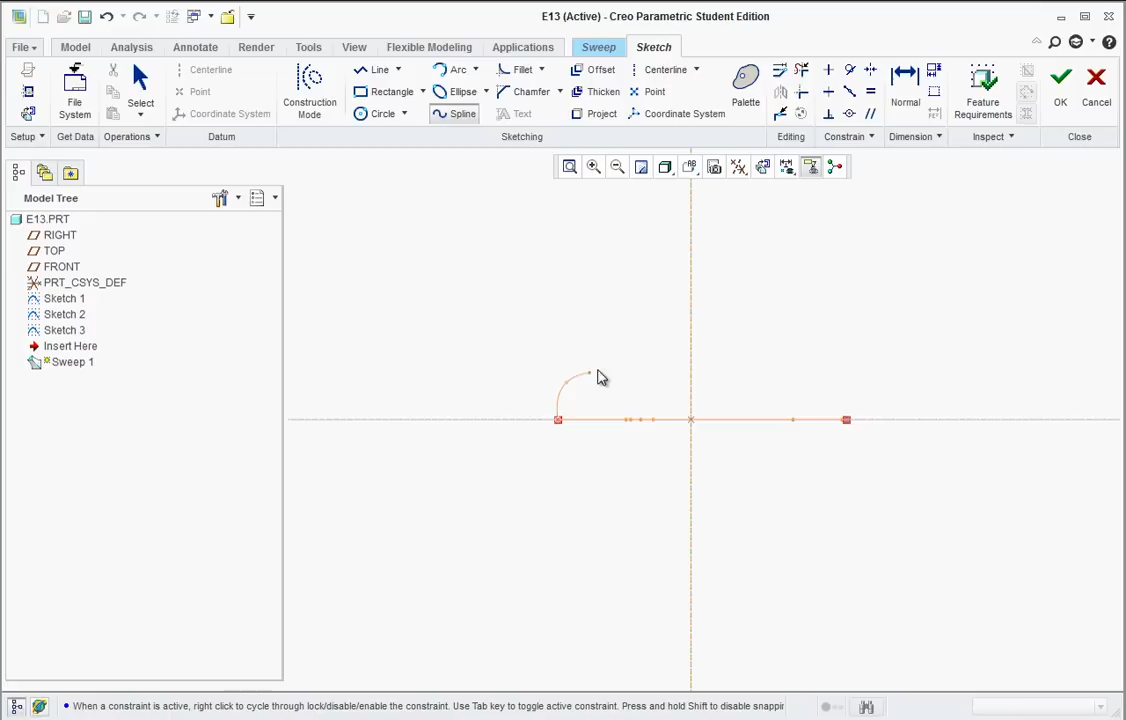 E13 (Active) - Creo Parametric Student Edition
File Model Analysis Annotate Render Tools View Flexible Modeling Applications Sweep Sketch
Centerline Line Arc Fillet Offset Centerline
Point Rectangle Ellipse Chamfer Thicken Point
Coordinate System Circle Spline Text Project Coordinate System
File System Select Construction Mode Palette Normal Feature Requirements OK Cancel
Setup Get Data Operations Datum Sketching Editing Constrain Dimension Inspect Close
Model Tree
E13.PRT
RIGHT
TOP
FRONT
PRT_CSYS_DEF
Sketch 1
Sketch 2
Sketch 3
Insert Here
Sweep 1
When a constraint is active, right click to cycle through lock/disable/enable the constraint. Use Tab key to toggle active constraint. Press and hold Shift to disable snappin